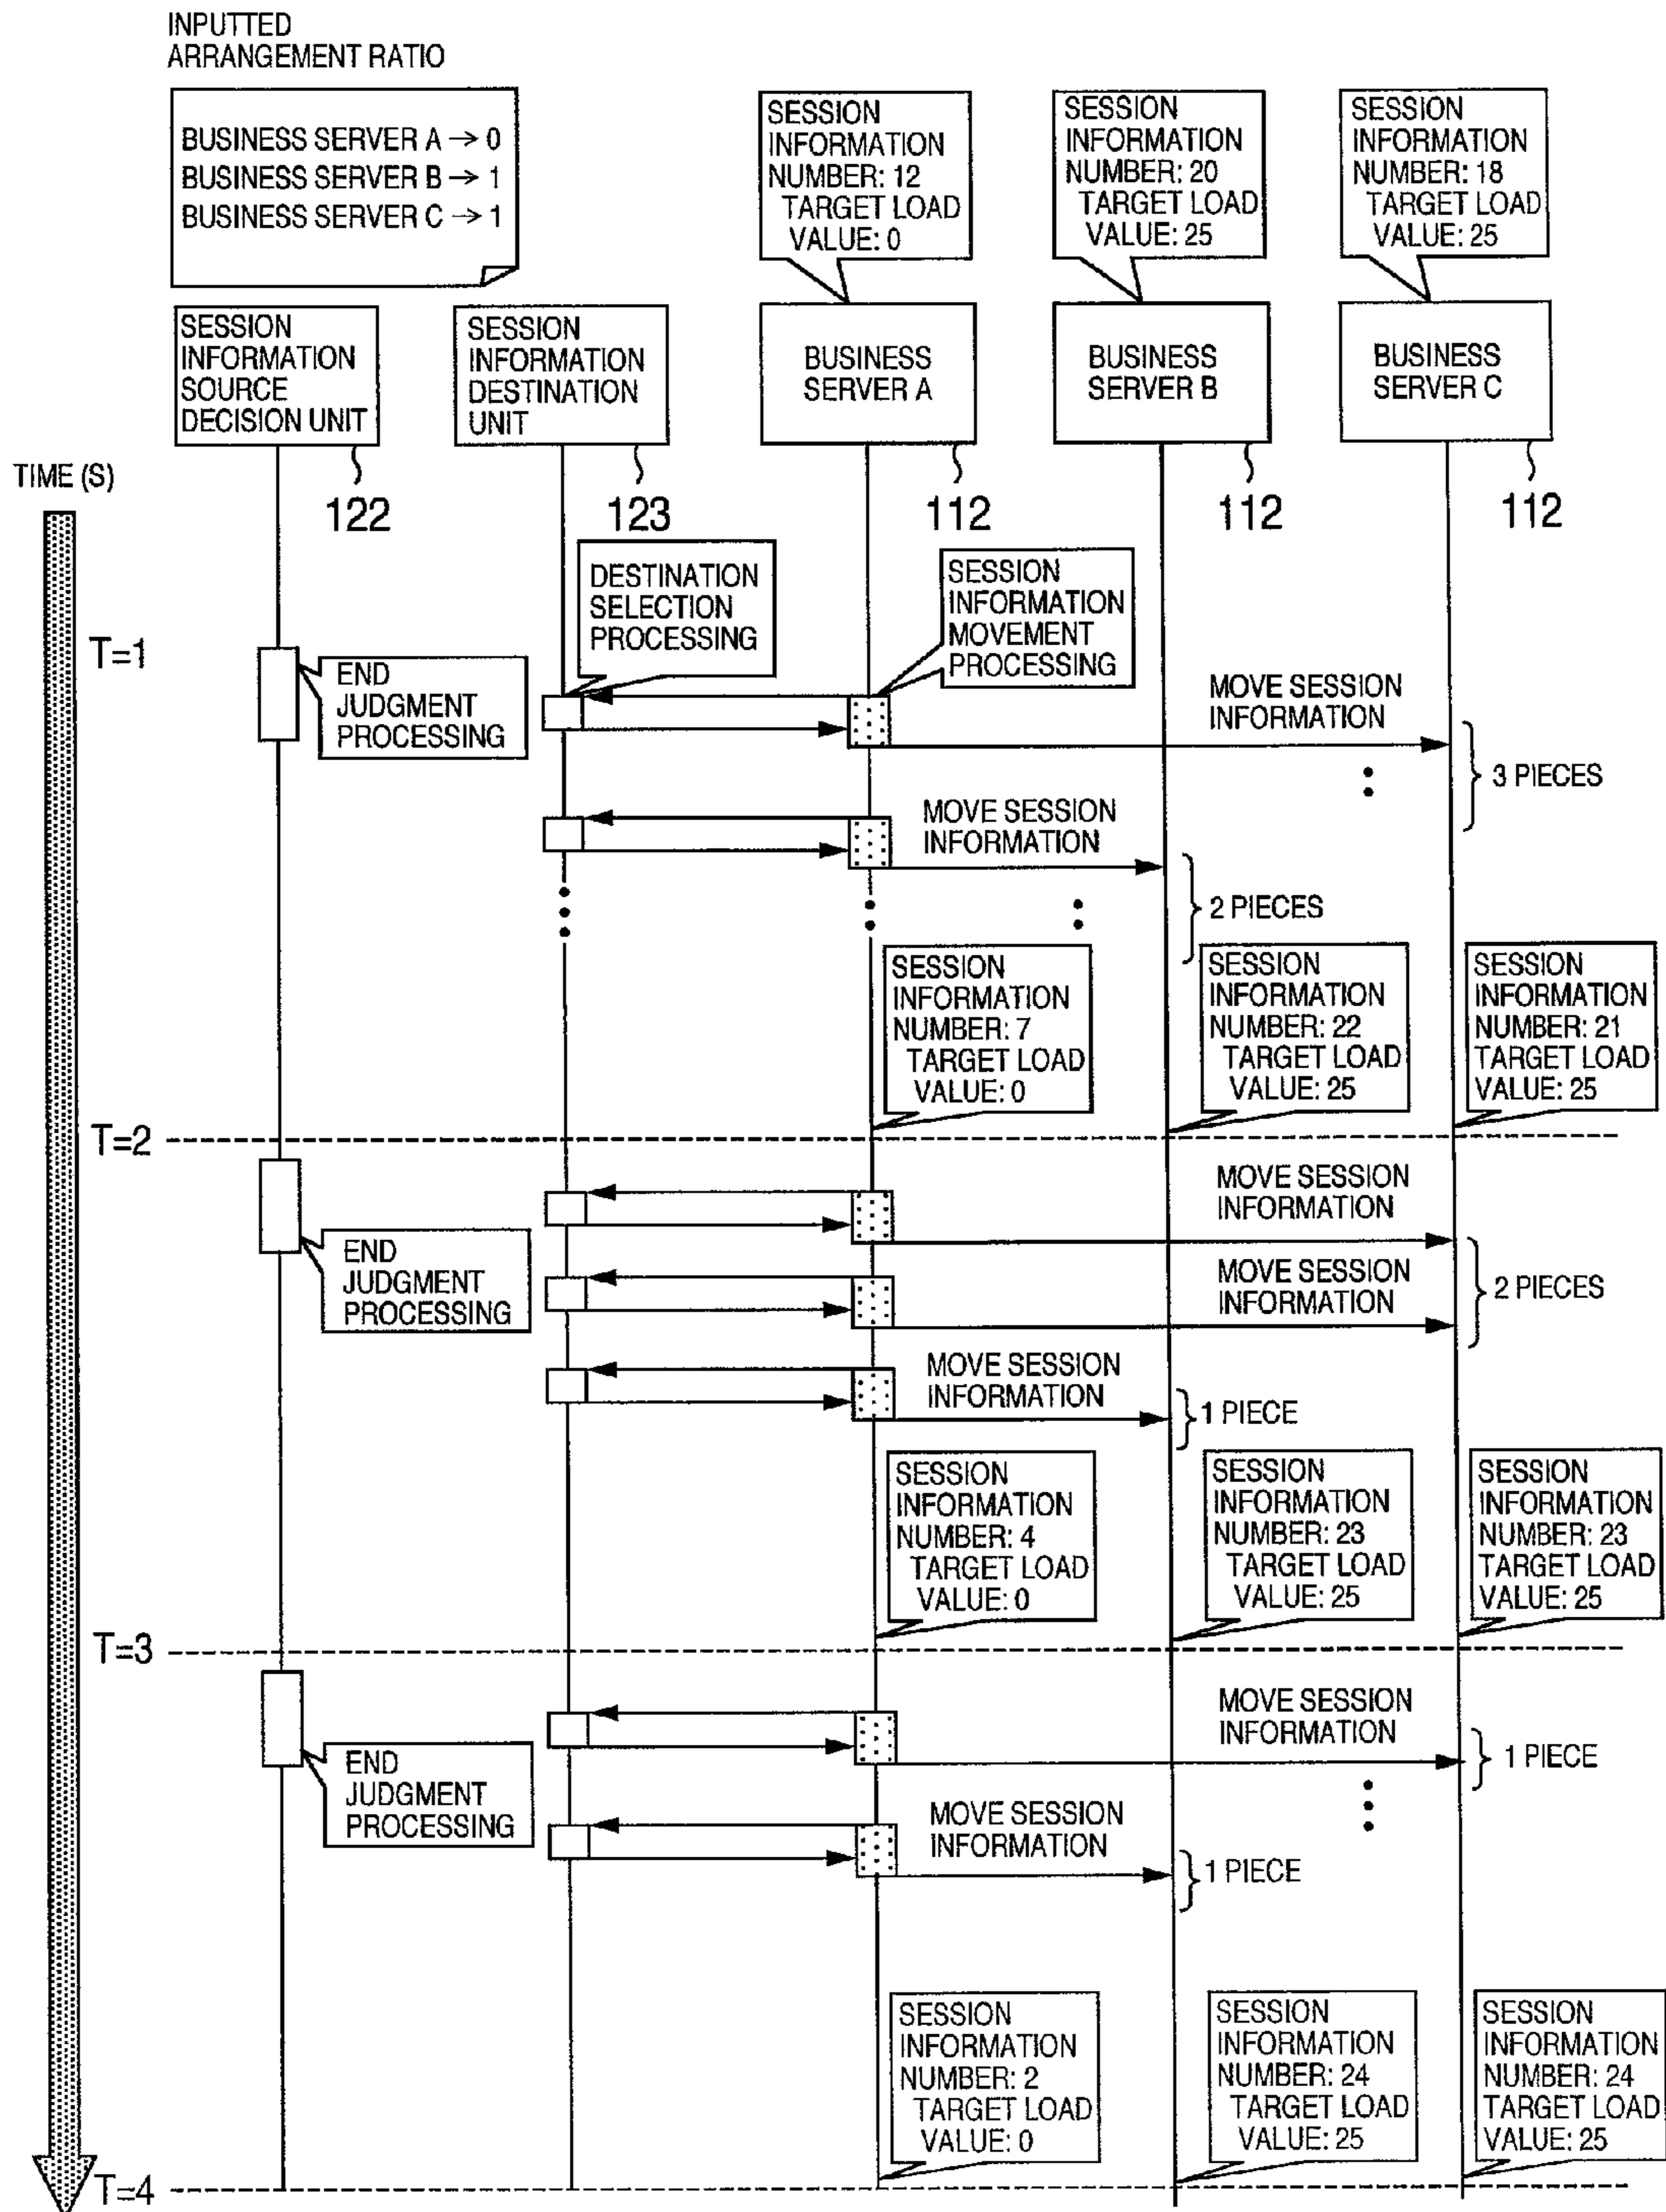 INPUTTED
ARRANGEMENT RATIO
BUSINESS SERVER A → 0
BUSINESS SERVER B → 1
BUSINESS SERVER C → 1
SESSION
INFORMATION
NUMBER: 12
TARGET LOAD
VALUE: 0
SESSION
INFORMATION
NUMBER: 20
TARGET LOAD
VALUE: 25
SESSION
INFORMATION
NUMBER: 18
TARGET LOAD
VALUE: 25
SESSION
INFORMATION
SOURCE
DECISION UNIT
SESSION
INFORMATION
DESTINATION
UNIT
BUSINESS
SERVER A
BUSINESS
SERVER B
BUSINESS
SERVER C
TIME (S)
122
123
112
112
112
DESTINATION
SELECTION
PROCESSING
SESSION
INFORMATION
MOVEMENT
PROCESSING
T=1
END
JUDGMENT
PROCESSING
MOVE SESSION
INFORMATION
3 PIECES
MOVE SESSION
INFORMATION
2 PIECES
SESSION
INFORMATION
NUMBER: 7
TARGET LOAD
VALUE: 0
SESSION
INFORMATION
NUMBER: 22
TARGET LOAD
VALUE: 25
SESSION
INFORMATION
NUMBER: 21
TARGET LOAD
VALUE: 25
T=2
END
JUDGMENT
PROCESSING
MOVE SESSION
INFORMATION
MOVE SESSION
INFORMATION
2 PIECES
MOVE SESSION
INFORMATION
1 PIECE
SESSION
INFORMATION
NUMBER: 4
TARGET LOAD
VALUE: 0
SESSION
INFORMATION
NUMBER: 23
TARGET LOAD
VALUE: 25
SESSION
INFORMATION
NUMBER: 23
TARGET LOAD
VALUE: 25
T=3
END
JUDGMENT
PROCESSING
MOVE SESSION
INFORMATION
1 PIECE
MOVE SESSION
INFORMATION
1 PIECE
SESSION
INFORMATION
NUMBER: 2
TARGET LOAD
VALUE: 0
SESSION
INFORMATION
NUMBER: 24
TARGET LOAD
VALUE: 25
SESSION
INFORMATION
NUMBER: 24
TARGET LOAD
VALUE: 25
T=4